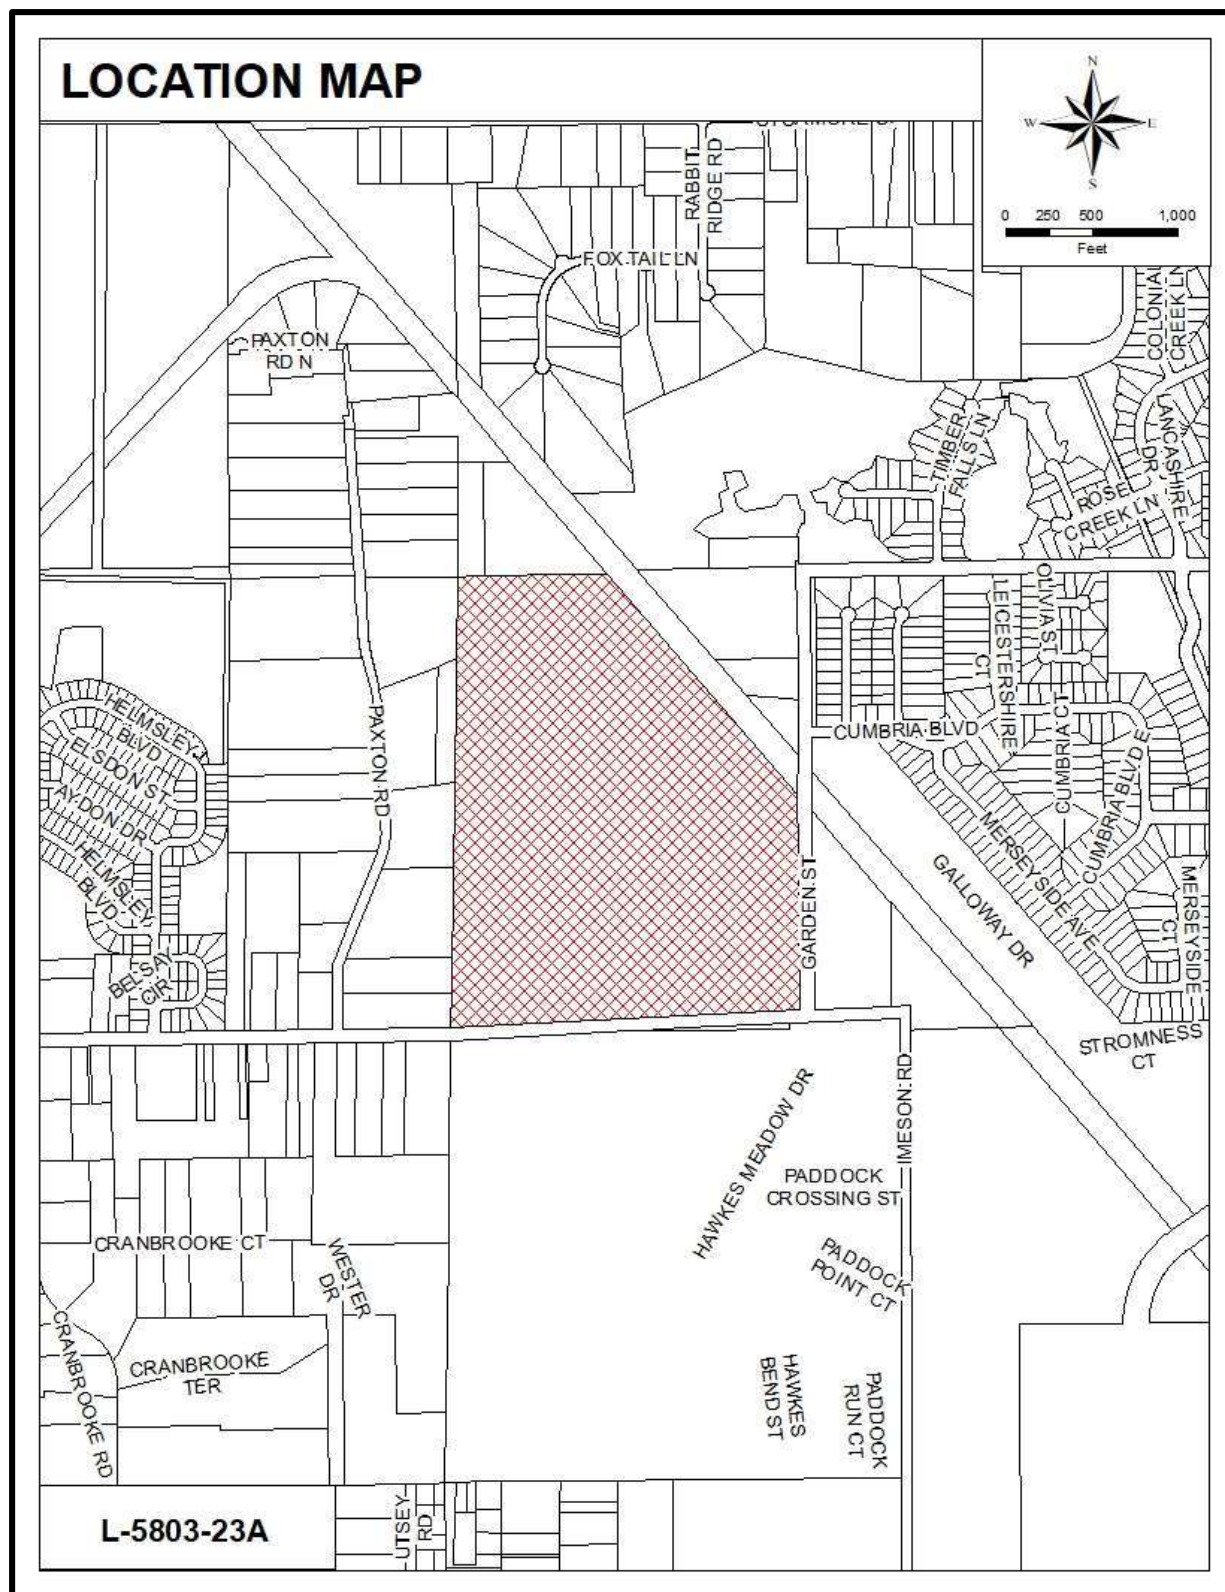 LOCATION MAP
N
W
E
S
0 250 500 1,000
Feet
RABBIT
RIDGE RD
FOX TAIL LN
COLONIAL
CREEK LN
PAXTON
RD N
TIMBER
FALLS LN
LANCASHIRE
DR
ROSE
CREEK LN
OLIVIA ST
LEICESTERSHIRE
CT
HELMSLEY
BLVD
ELSDON ST
AYDON DR
HELMSLEY
BLVD
PAXTON RD
CUMBRIA BLVD
CUMBRIA CT
CUMBRIA BLVD E
MERSEYSIDE AVE
GALLOWAY DR
MERSEYSIDE
CT
GARDEN ST
BELSAY
CIR
STROMNESS
CT
IMESON RD
HAWKES MEADOW DR
PADDOCK
CROSSING ST
PADDOCK
POINT CT
CRANBROOKE CT
WESTER
DR
CRANBROOKE RD
CRANBROOKE
TER
HAWKES
BEND ST
PADDOCK
RUN CT
L-5803-23A
UTSEY
RD